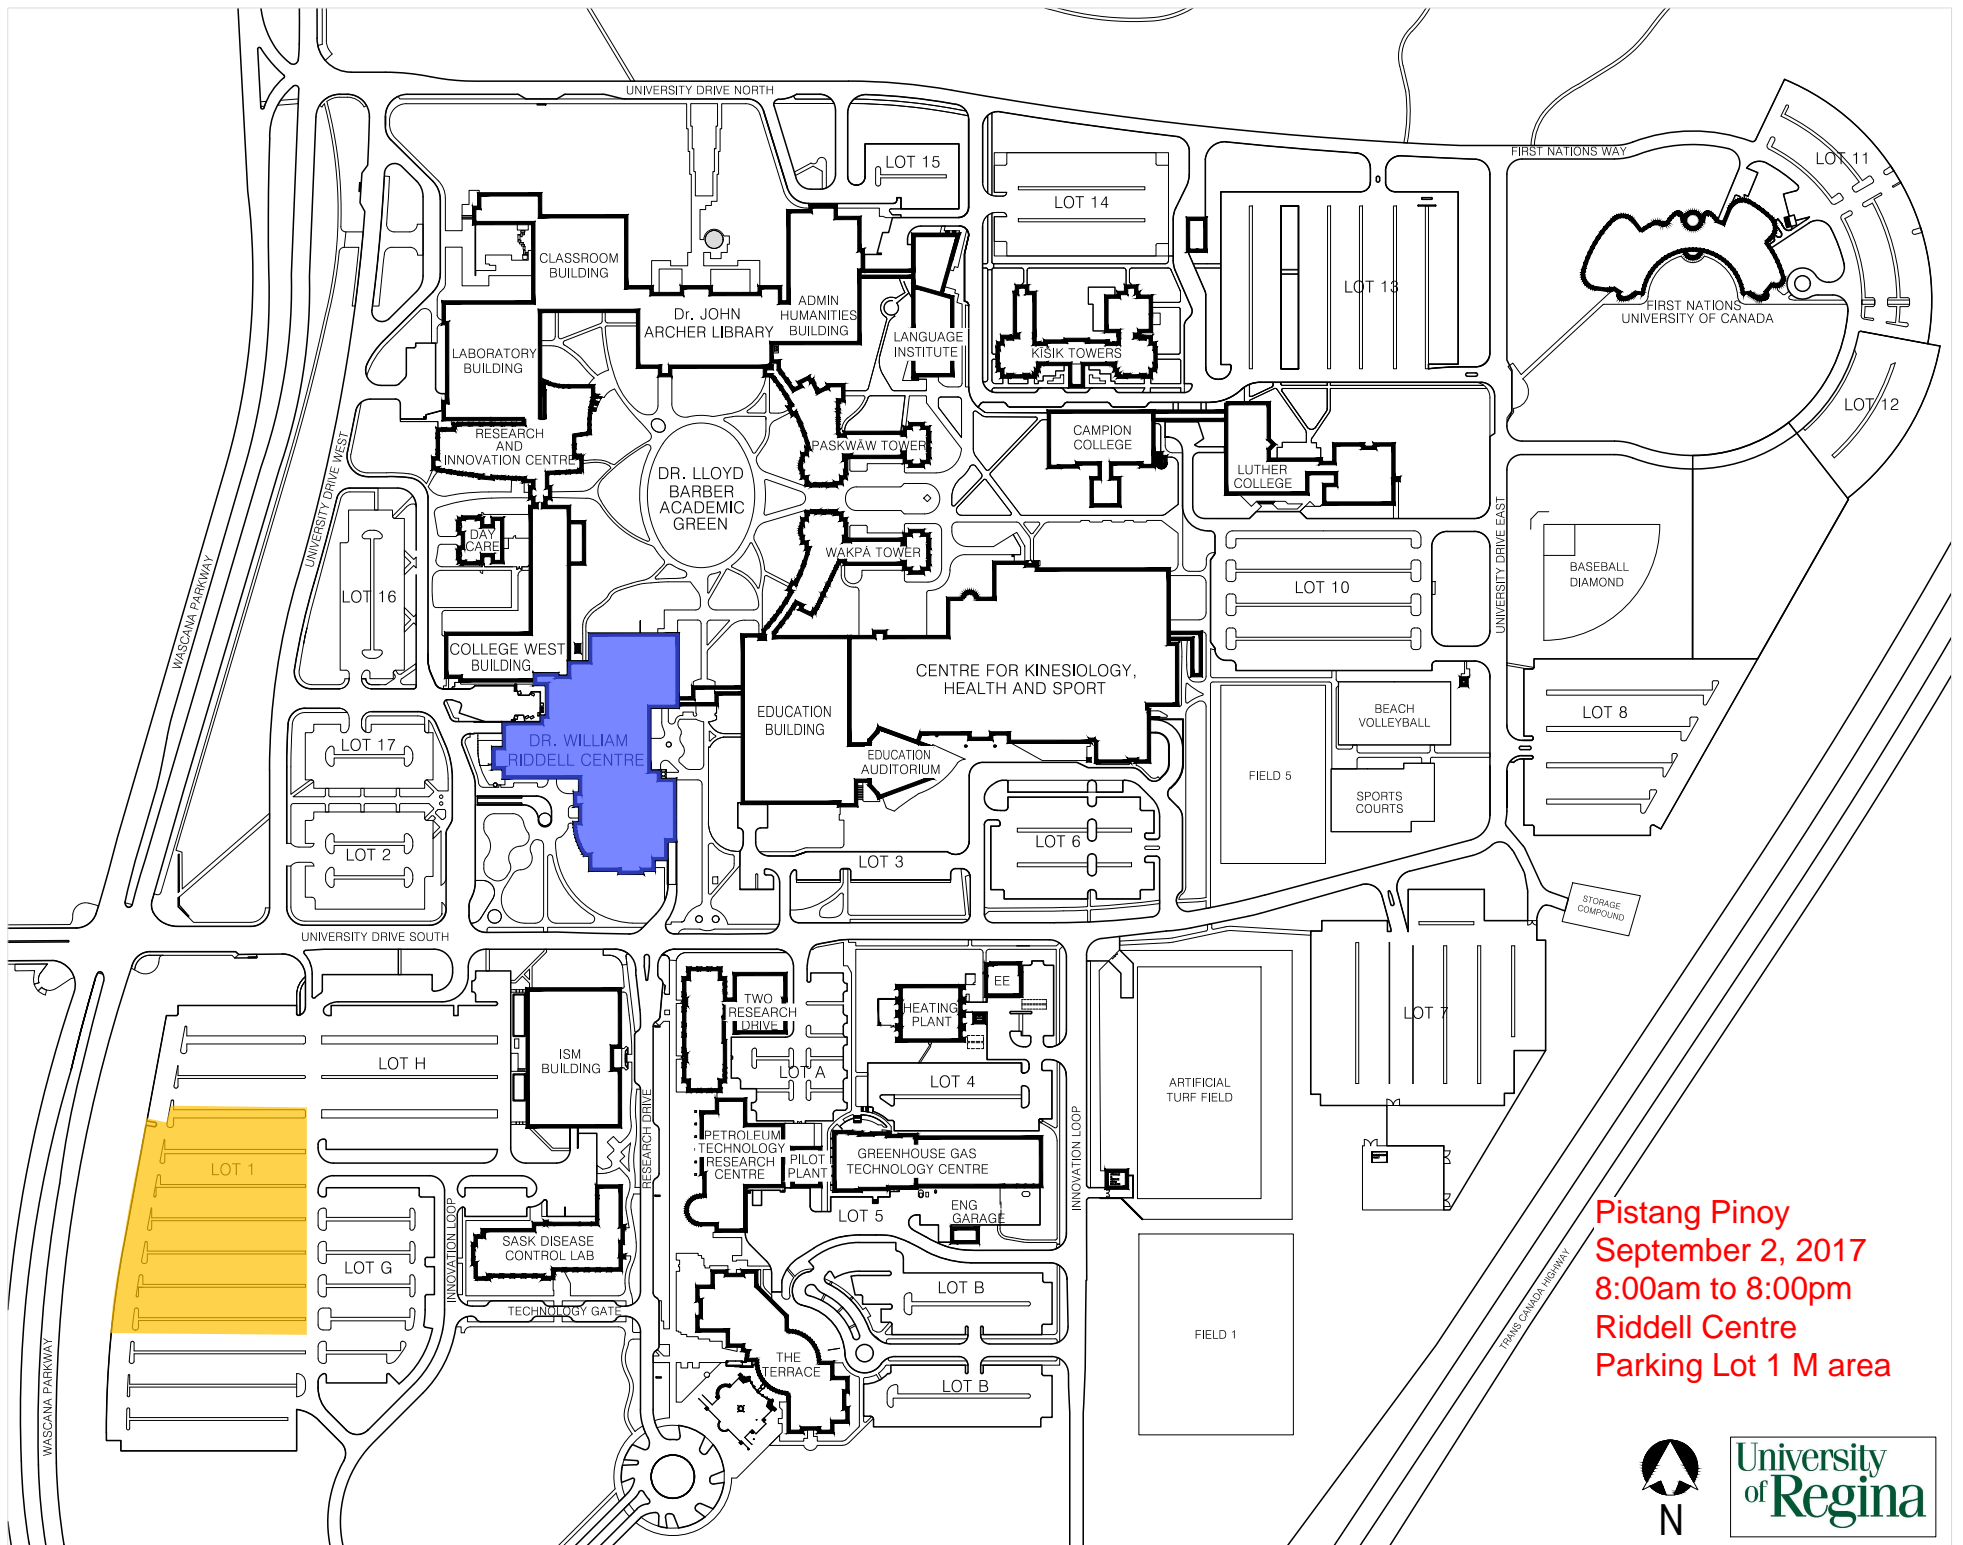 UNIVERSITY DRIVE NORTH
FIRST NATIONS WAY
LOT 11
LOT 15
LOT 14
CLASSROOM
BUILDING
LOT 13
ADMIN
HUMANITIES
BUILDING
Dr. JOHN
ARCHER LIBRARY
FIRST NATIONS
UNIVERSITY OF CANADA
LANGUAGE
INSTITUTE
KĪSIK TOWERS
LABORATORY
BUILDING
LOT 12
CAMPION
COLLEGE
RESEARCH
AND
INNOVATION CENTRE
PASKWĀW TOWER
LUTHER
COLLEGE
DR. LLOYD
BARBER
ACADEMIC
GREEN
UNIVERSITY DRIVE WEST
UNIVERSITY DRIVE EAST
DAY
CARE
WAKPÁ TOWER
BASEBALL
DIAMOND
LOT 10
LOT 16
WASCANA PARKWAY
COLLEGE WEST
BUILDING
CENTRE FOR KINESIOLOGY,
HEALTH AND SPORT
EDUCATION
BUILDING
BEACH
VOLLEYBALL
LOT 8
DR. WILLIAM
RIDDELL CENTRE
LOT 17
EDUCATION
AUDITORIUM
FIELD 5
SPORTS
COURTS
LOT 2
LOT 3
LOT 6
STORAGE
COMPOUND
UNIVERSITY DRIVE SOUTH
EE
TWO
RESEARCH
DRIVE
HEATING
PLANT
LOT 7
ISM
BUILDING
LOT H
LOT A
LOT 4
ARTIFICIAL
TURF FIELD
RESEARCH DRIVE
INNOVATION LOOP
LOT 1
PETROLEUM
TECHNOLOGY
RESEARCH
CENTRE
PILOT
PLANT
GREENHOUSE GAS
TECHNOLOGY CENTRE
LOT 5
ENG
GARAGE
SASK DISEASE
CONTROL LAB
LOT G
INNOVATION LOOP
TECHNOLOGY GATE
LOT B
FIELD 1
THE
TERRACE
LOT B
WASCANA PARKWAY
TRANS CANADA HIGHWAY
Pistang Pinoy
September 2, 2017
8:00am to 8:00pm
Riddell Centre
Parking Lot 1 M area
N
University
of Regina